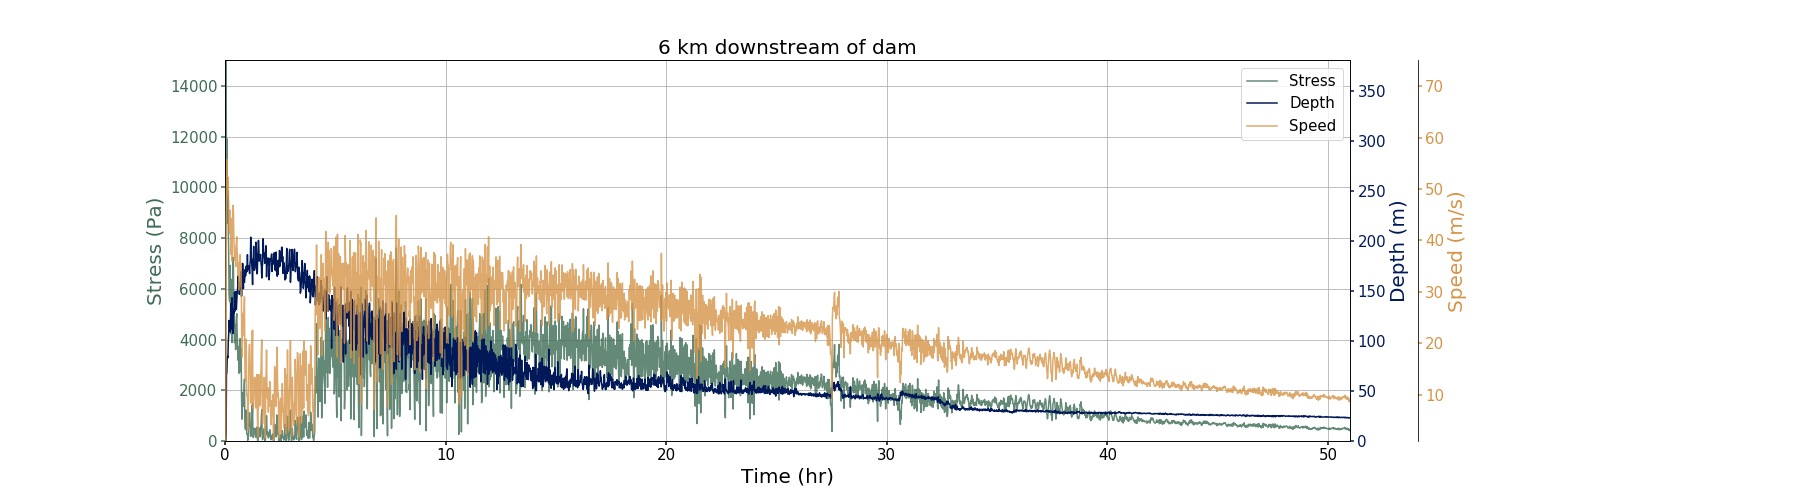 6 km downstream of dam
Stress (Pa)
14000
12000
10000
8000
6000
4000
2000
0
Stress
Depth
Speed
350
300
250
200
150
100
50
0
Depth (m)
70
60
50
40
30
20
10
Speed (m/s)
0 10 20 30 40 50
Time (hr)